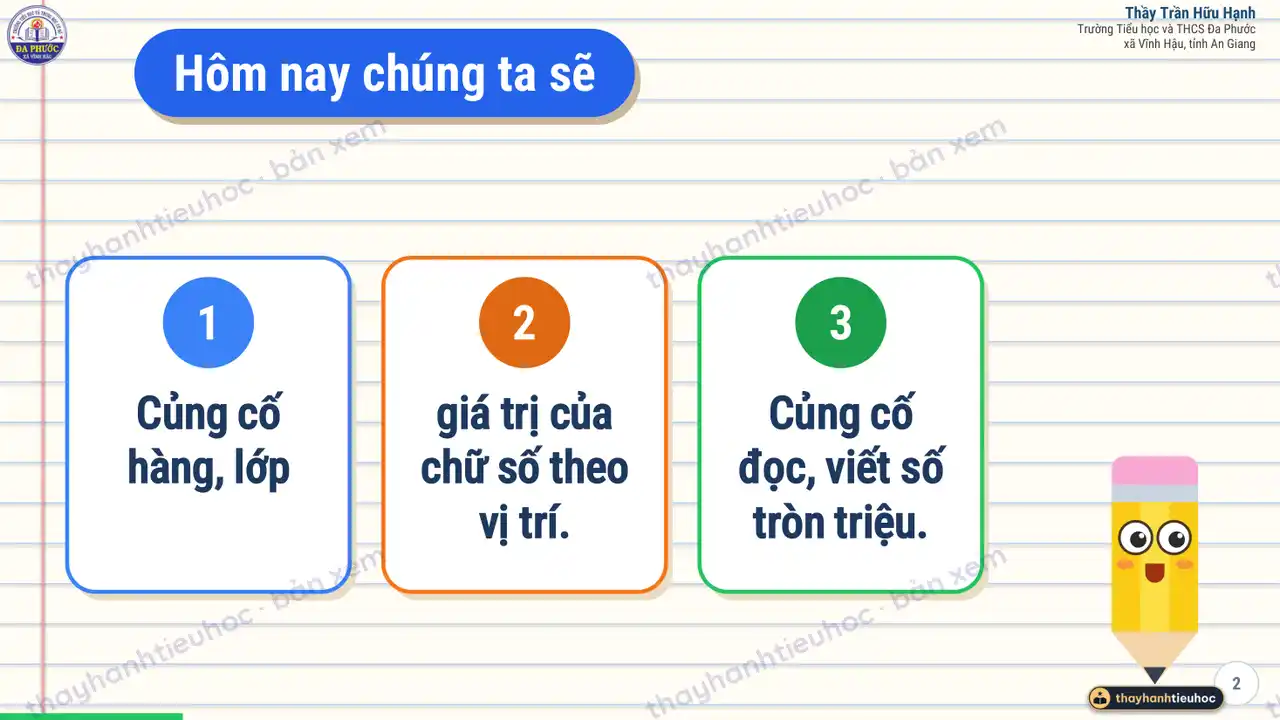 Thầy Trần Hữu Hạnh
Trường Tiểu học và THCS Đa Phước
xã Vĩnh Hậu, tỉnh An Giang
ĐA PHƯỚC
XÃ VĨNH HẬU
Hôm nay chúng ta sẽ
1
Củng cố
hàng, lớp
2
giá trị của
chữ số theo
vị trí.
3
Củng cố
đọc, viết số
tròn triệu.
thayhanhtieuhoc · bản xem
thayhanhtieuhoc · bản xem
thayhanhtieuhoc · bản xem
thayhanhtieuhoc · bản xem
thayhanhtieuhoc
2